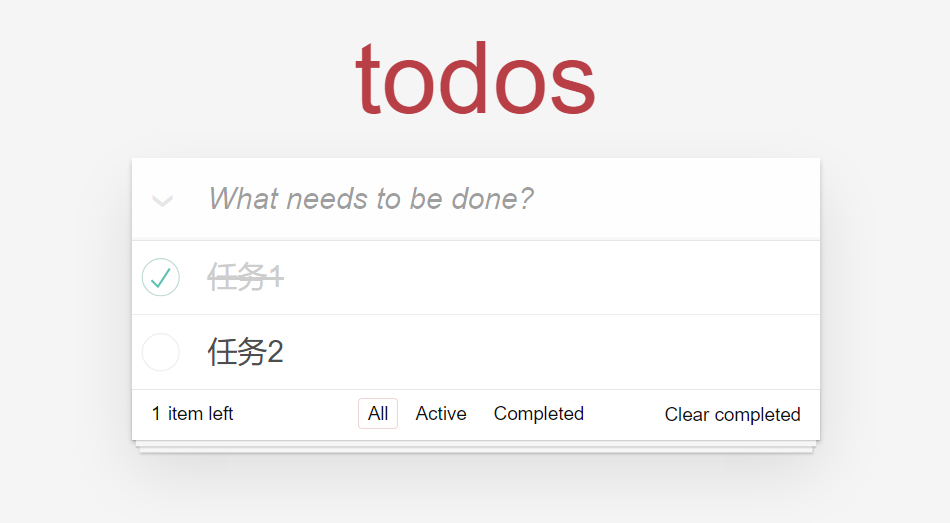 todos
What needs to be done?
任务1
任务2
1 item left All Active Completed Clear completed